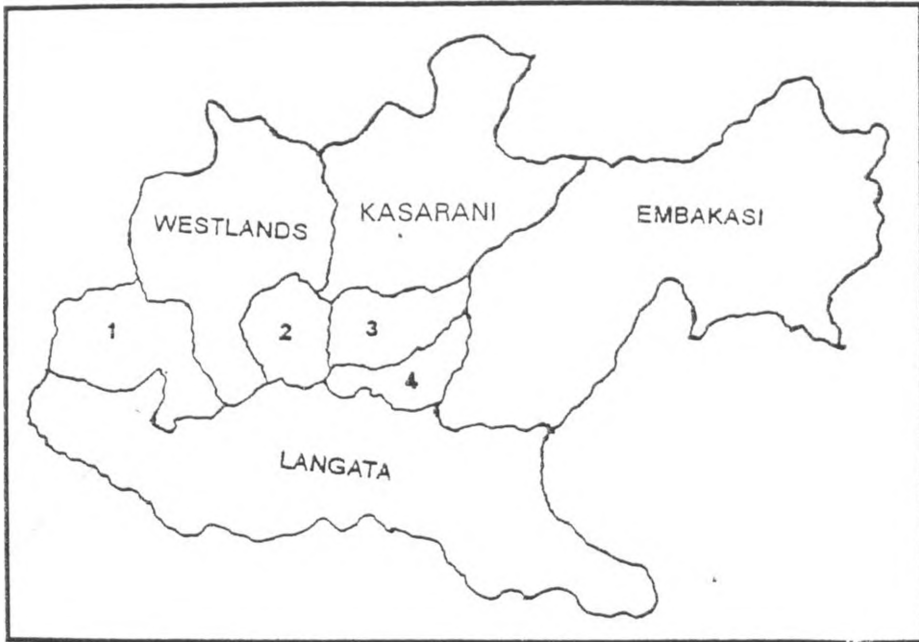 WESTLANDS
KASARANI
EMBAKASI
1
2
3
4
LANGATA